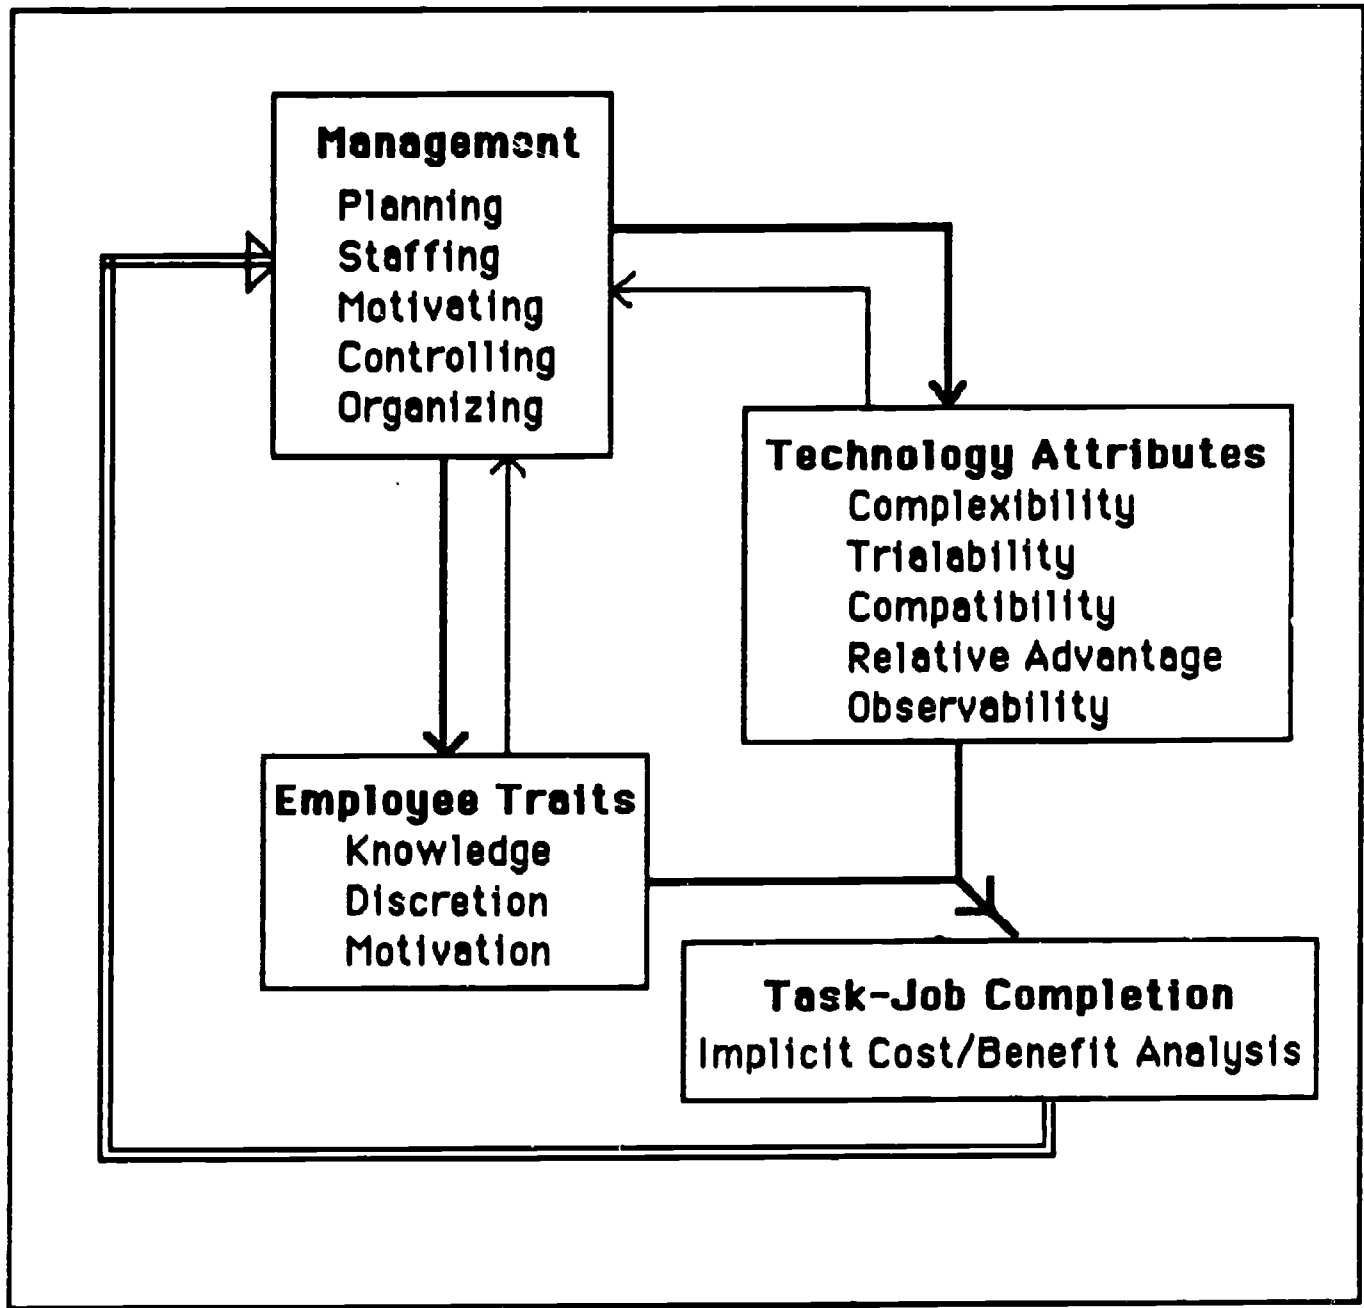 Management
Planning
Staffing
Motivating
Controlling
Organizing
Technology Attributes
Complexibility
Trialability
Compatibility
Relative Advantage
Observability
Employee Traits
Knowledge
Discretion
Motivation
Task-Job Completion
Implicit Cost/Benefit Analysis